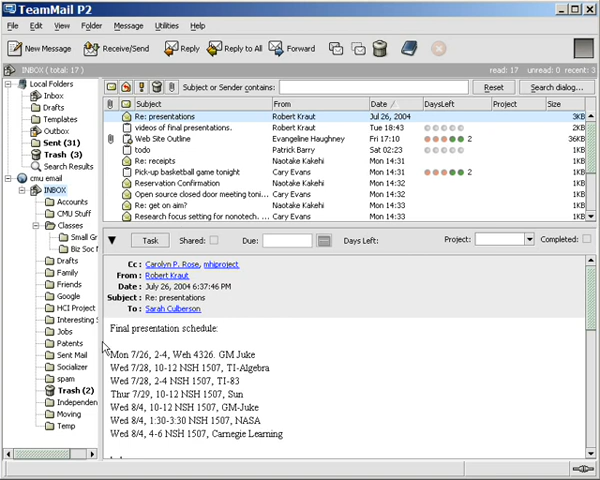 TeamMail P2
File Edit View Folder Message Utilities Help
New Message Receive/Send Reply Reply to All Forward
INBOX ( total: 17 ) read: 17 unread: 0 recent: 3
Local Folders
Inbox
Drafts
Templates
Outbox
Sent (31)
Trash (3)
Search Results
cmu email
INBOX
Accounts
CMU Stuff
Classes
Small Gr
Biz Soc N
Drafts
Family
Friends
Google
HCI Project
Interesting S
Jobs
Patents
Sent Mail
Socializer
spam
Trash (2)
Independen
Moving
Temp
Subject or Sender contains: Reset Search dialog...
Subject From Date DaysLeft Project Size
Re: presentations Robert Kraut Jul 26, 2004 3KB
videos of final presentations. Robert Kraut Tue 18:43 2KB
Web Site Outline Evangeline Haughney Fri 17:10 2 36KB
todo Patrick Barry Sat 02:23 1KB
Re: receipts Naotake Kakehi Mon 14:31 1KB
Pick-up basketball game tonight Cary Evans Mon 14:31 2 1KB
Reservation Confirmation Naotake Kakehi Mon 14:32 1KB
Open source closed door meeting toni... Cary Evans Mon 14:32 1KB
Re: get on aim? Naotake Kakehi Mon 14:33 1KB
Research focus setting for nonotech. ... Cary Evans Mon 14:33 1KB
Task Shared: Due: Days Left: Project: Completed:
Cc : Carolyn P. Rose, mhiproject
From : Robert Kraut
Date : July 26, 2004 6:37:46 PM
Subject : Re: presentations
To : Sarah Culberson
Final presentation schedule:
Mon 7/26, 2-4, Weh 4326. GM Juke
Wed 7/28, 10-12 NSH 1507, TI-Algebra
Wed 7/28, 2-4 NSH 1507, TI-83
Thur 7/29, 10-12 NSH 1507, Sun
Wed 8/4, 10-12 NSH 1507, GM-Juke
Wed 8/4, 1:30-3:30 NSH 1507, NASA
Wed 8/4, 4-6 NSH 1507, Carnegie Learning